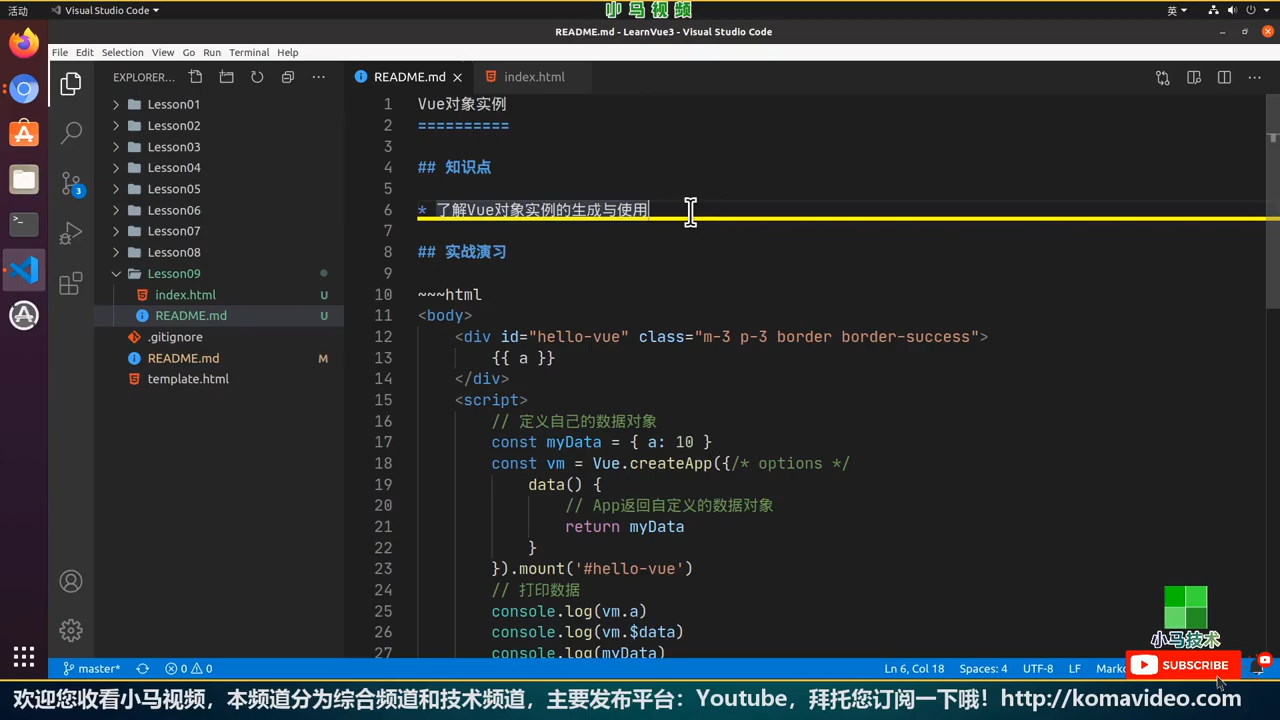 活动
Visual Studio Code
小马视频
英
README.md - LearnVue3 - Visual Studio Code
File Edit Selection View Go Run Terminal Help
EXPLORER...
README.md
index.html
Lesson01
Lesson02
Lesson03
Lesson04
Lesson05
Lesson06
Lesson07
Lesson08
Lesson09
index.html U
README.md U
.gitignore
README.md M
template.html
3
1 Vue对象实例
2 ==========
3
4 ## 知识点
5
6 * 了解Vue对象实例的生成与使用
7
8 ## 实战演习
9
10 ~~~html
11 <body>
12 <div id="hello-vue" class="m-3 p-3 border border-success">
13 {{ a }}
14 </div>
15 <script>
16 // 定义自己的数据对象
17 const myData = { a: 10 }
18 const vm = Vue.createApp({/* options */
19 data() {
20 // App返回自定义的数据对象
21 return myData
22 }
23 }).mount('#hello-vue')
24 // 打印数据
25 console.log(vm.a)
26 console.log(vm.$data)
27 console.log(myData)
小马技术
SUBSCRIBE
master* 0 0 Ln 6, Col 18 Spaces: 4 UTF-8 LF
欢迎您收看小马视频，本频道分为综合频道和技术频道，主要发布平台：Youtube，拜托您订阅一下哦！http://komavideo.com